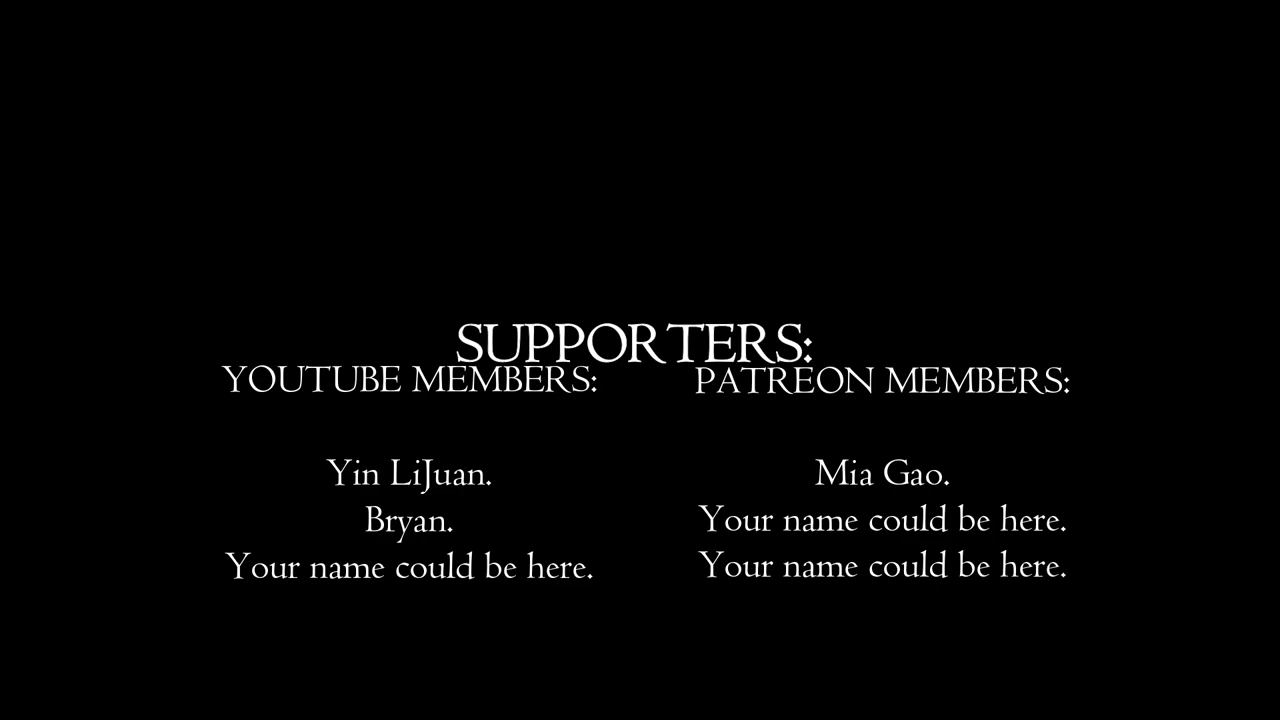 SUPPORTERS:
YOUTUBE MEMBERS:
Yin LiJuan.
Bryan.
Your name could be here.
PATREON MEMBERS:
Mia Gao.
Your name could be here.
Your name could be here.